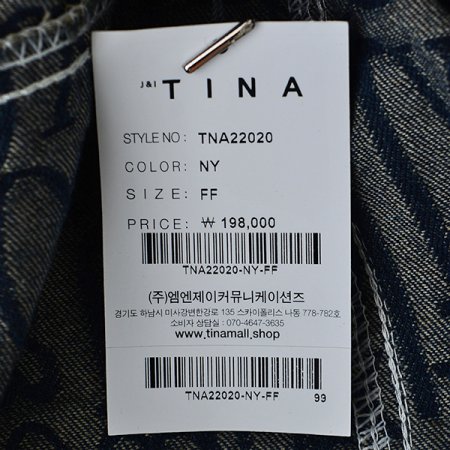 J&I TINA
STYLE NO: TNA22020
COLOR: NY
SIZE: FF
PRICE: ₩ 198,000
TNA22020-NY-FF
(주)엠엔제이커뮤니케이션즈
경기도 하남시 미사강변한강로 135 스카이폴리스 나동 778-782호
소비자 상담실 : 070-4647-3635
www.tinamall.shop
TNA22020-NY-FF 99